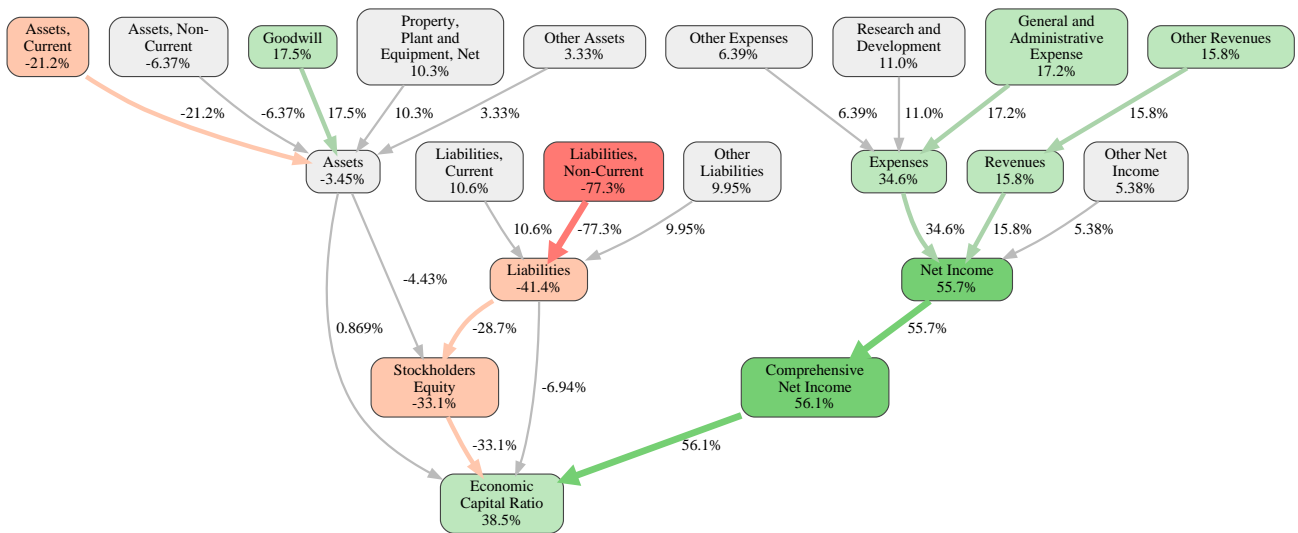 Assets,
Current
-21.2%
Assets, Non-
Current
-6.37%
Goodwill
17.5%
Property,
Plant and
Equipment, Net
10.3%
Other Assets
3.33%
Other Expenses
6.39%
Research and
Development
11.0%
General and
Administrative
Expense
17.2%
Other Revenues
15.8%
-21.2%
-6.37%
17.5%
10.3%
3.33%
6.39%
11.0%
17.2%
15.8%
Assets
-3.45%
Liabilities,
Current
10.6%
Liabilities,
Non-Current
-77.3%
Other
Liabilities
9.95%
Expenses
34.6%
Revenues
15.8%
Other Net
Income
5.38%
10.6%
-77.3%
9.95%
34.6%
15.8%
5.38%
Liabilities
-41.4%
Net Income
55.7%
-4.43%
0.869%
-28.7%
55.7%
Stockholders
Equity
-33.1%
-6.94%
Comprehensive
Net Income
56.1%
-33.1%
56.1%
Economic
Capital Ratio
38.5%